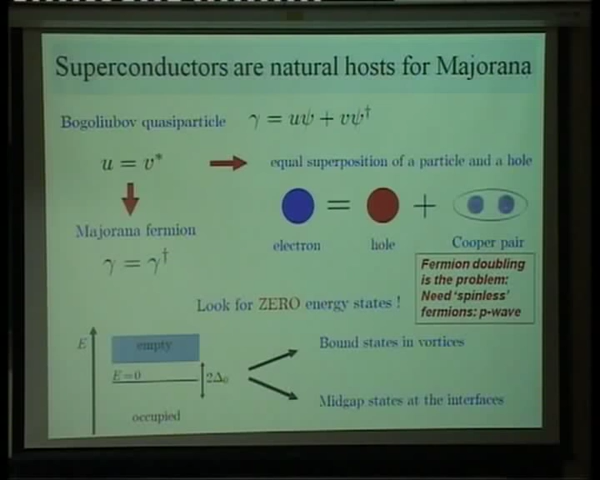 Superconductors are natural hosts for Majorana
Bogoliubov quasiparticle γ = uψ + vψ†
u = v* equal superposition of a particle and a hole
= +
Majorana fermion electron hole Cooper pair
γ = γ†
Fermion doubling
is the problem:
Need 'spinless'
fermions: p-wave
Look for ZERO energy states !
E empty Bound states in vortices
E=0 2Δ₀
occupied Midgap states at the interfaces